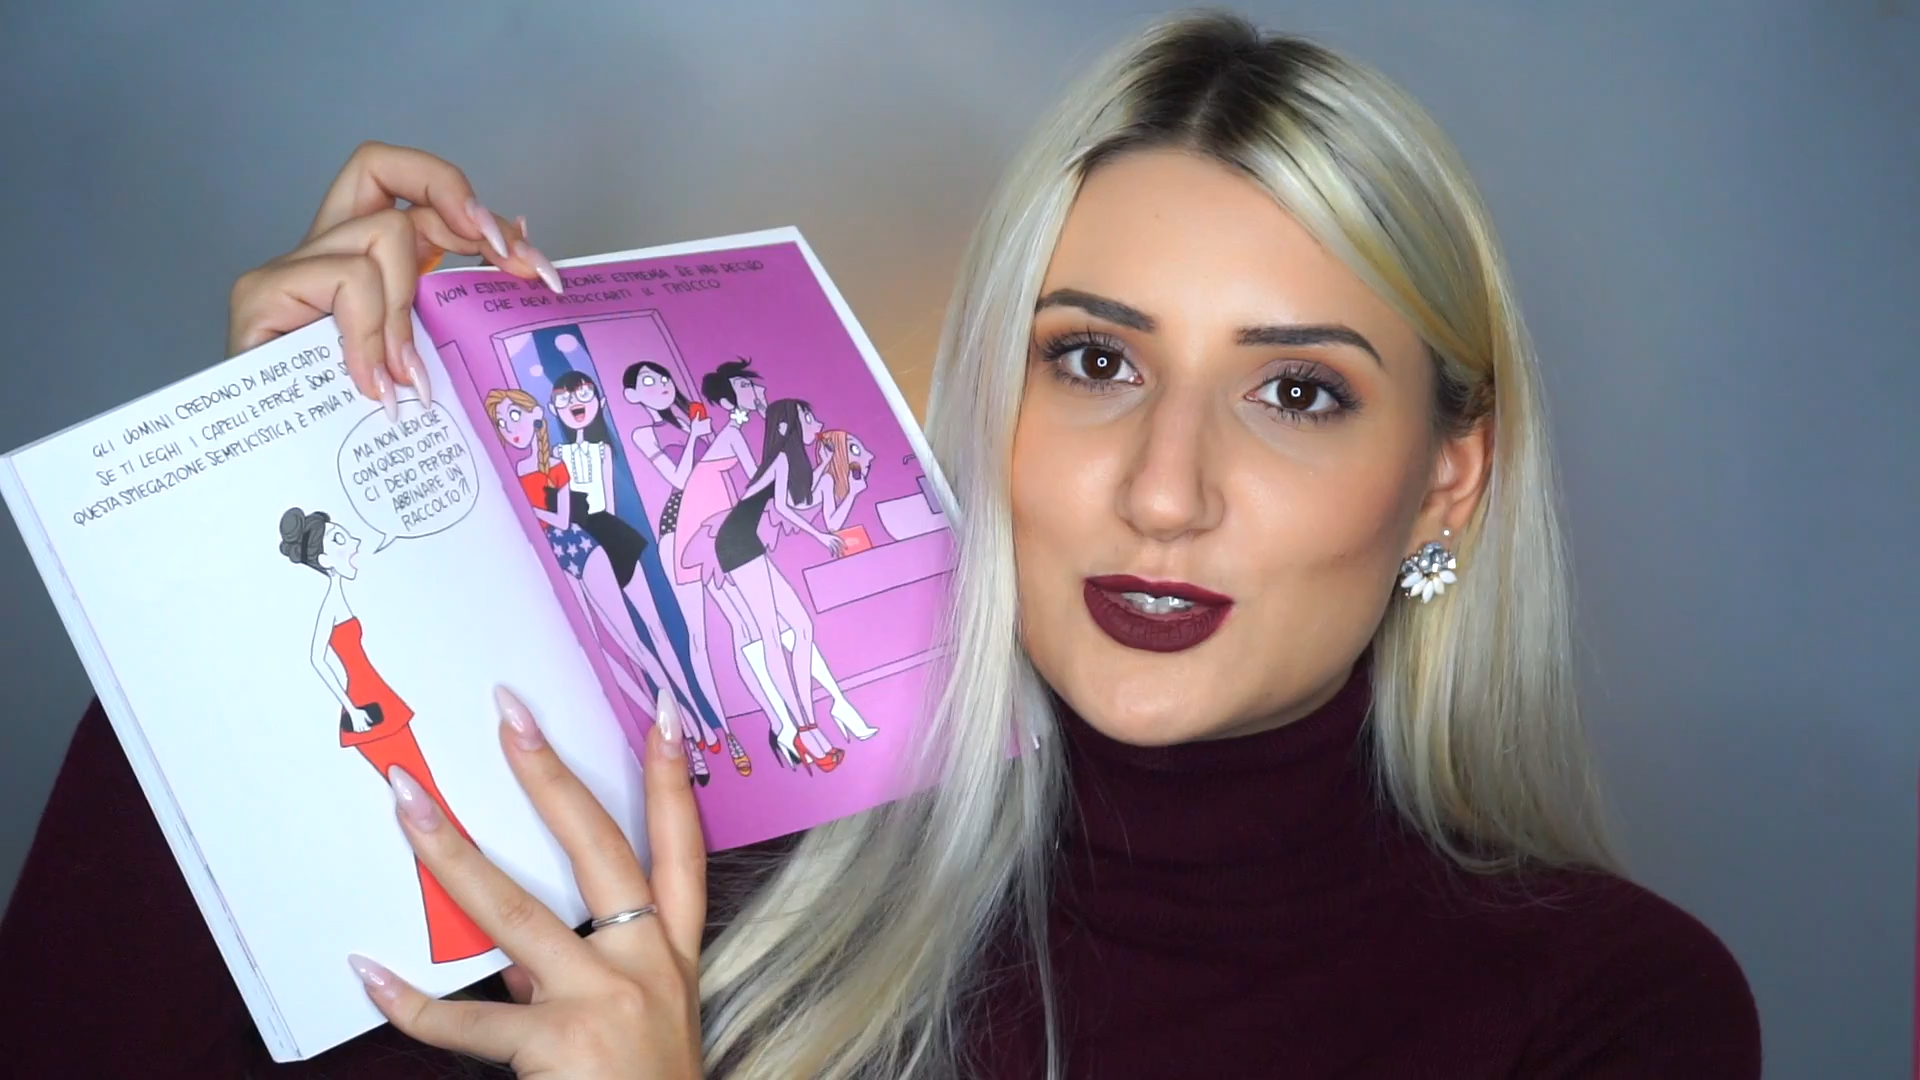 GLI UOMINI CREDONO DI AVER CAPITO
SE TI LEGHI I CAPELLI È PERCHÉ SONO
QUESTA SPIEGAZIONE SEMPLICISTICA È PRIVA DI
MA NON VEDI CHE
CON QUESTO OUTFIT
CI DEVO PER FORZA
ABBINARE UN
RACCOLTO?!
NON ESISTE ESTREMA SE HAI DECISO
CHE DEVI RITOCCARTI IL TRUCCO